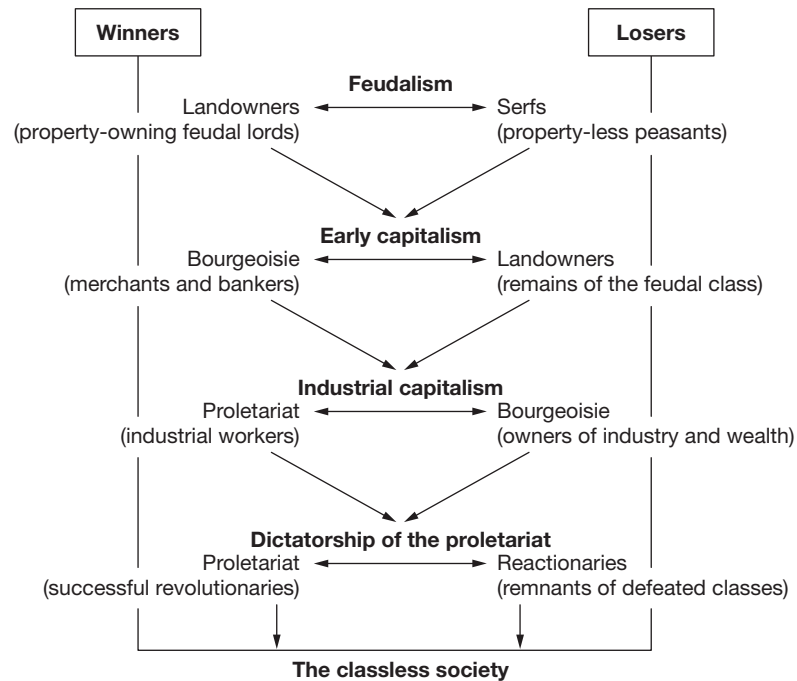 Winners
Losers
Feudalism
Landowners
(property-owning feudal lords)
Serfs
(property-less peasants)
Early capitalism
Bourgeoisie
(merchants and bankers)
Landowners
(remains of the feudal class)
Industrial capitalism
Proletariat
(industrial workers)
Bourgeoisie
(owners of industry and wealth)
Dictatorship of the proletariat
Proletariat
(successful revolutionaries)
Reactionaries
(remnants of defeated classes)
The classless society